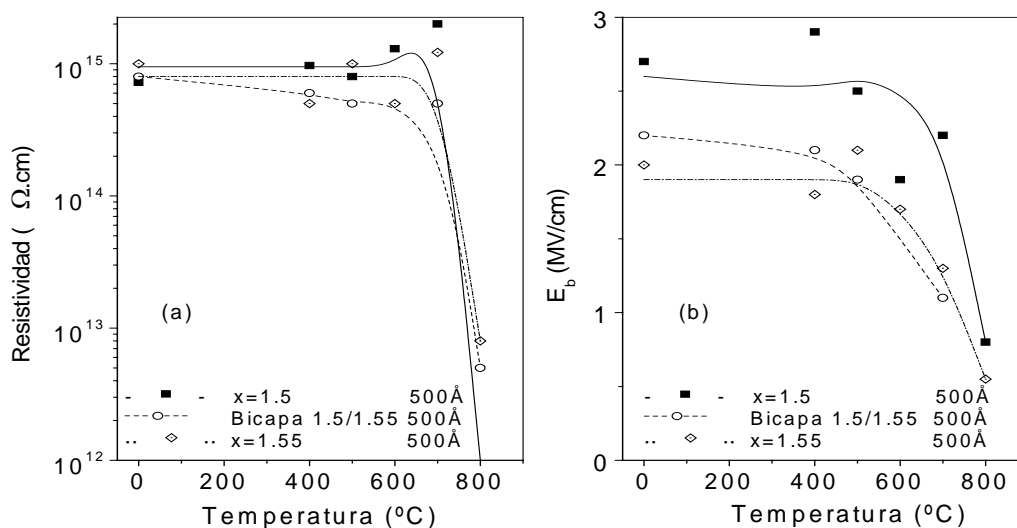 Resistividad ( Ω.cm)
10^15
10^14
10^13
10^12
(a)
- ■ - x=1.5 500Å
Bicapa 1.5/1.55 500Å
·· ◇ ·· x=1.55 500Å
0 200 400 600 800
Temperatura (ºC)
E_b (MV/cm)
3
2
1
0
(b)
- ■ - x=1.5 500Å
Bicapa 1.5/1.55 500Å
·· ◇ ·· x=1.55 500Å
0 200 400 600 800
Temperatura (ºC)